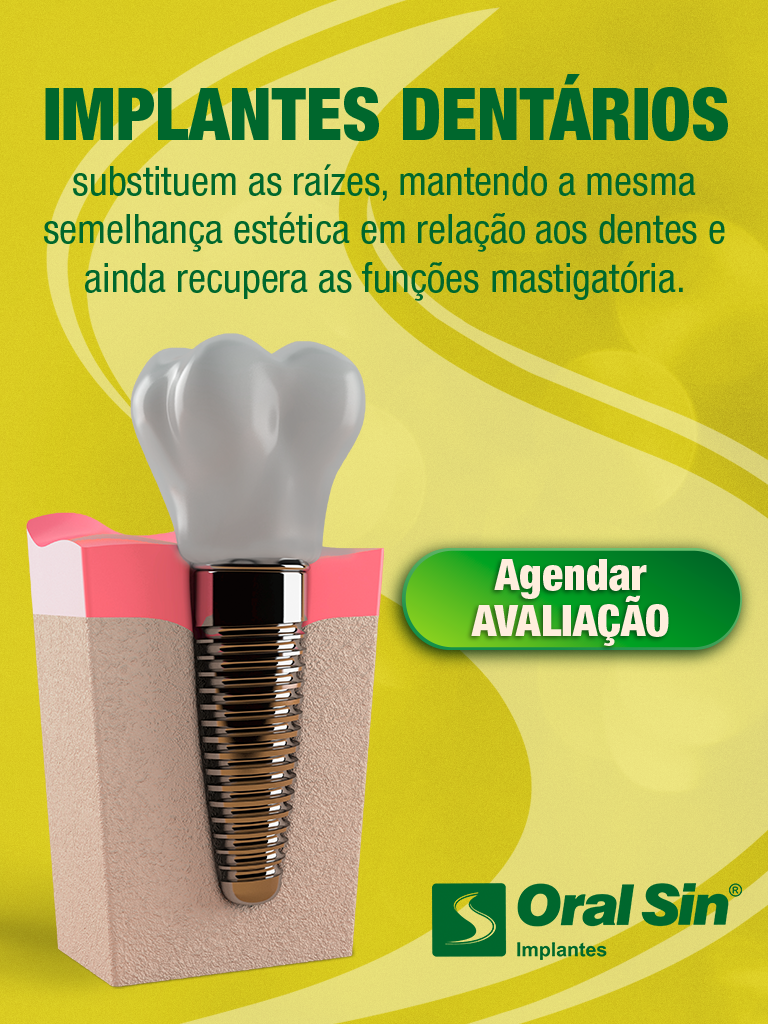 IMPLANTES DENTÁRIOS
substituem as raízes, mantendo a mesma
semelhança estética em relação aos dentes e
ainda recupera as funções mastigatória.
Agendar
AVALIAÇÃO
Oral Sin®
Implantes